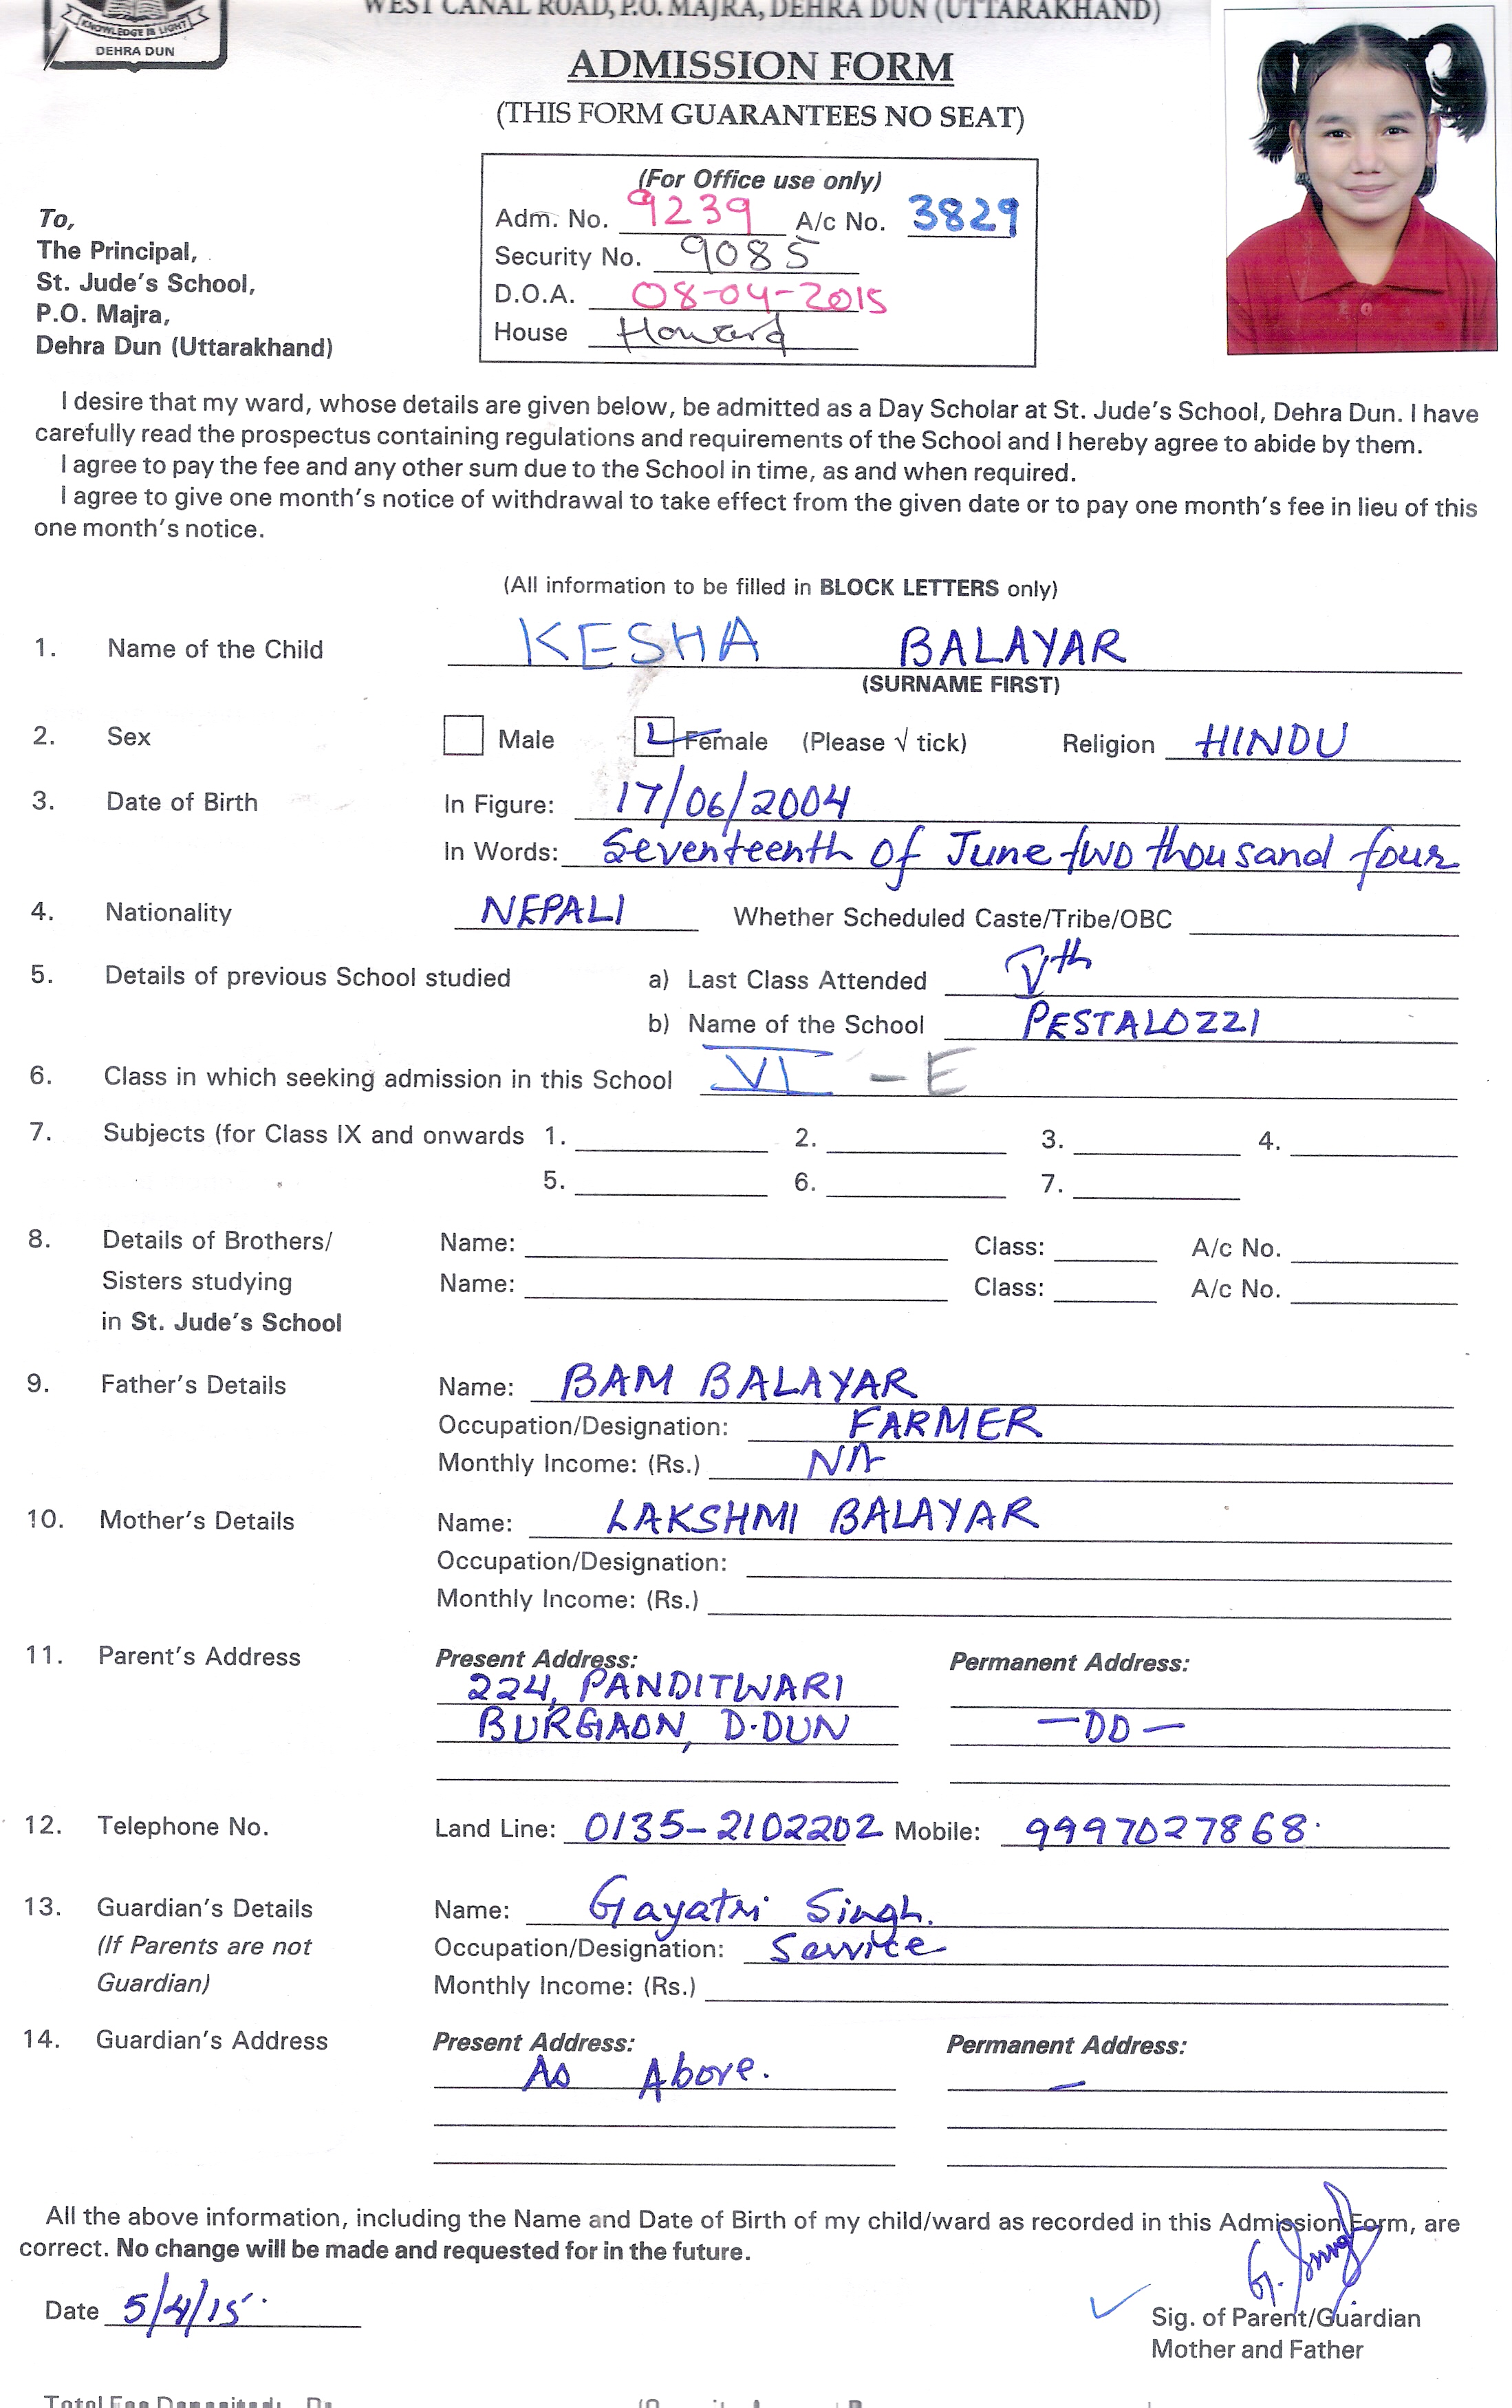 WEST CANAL ROAD, P.O. MAJRA, DEHRA DUN (UTTARAKHAND)
KNOWLEDGE IS LIGHT
DEHRA DUN
ADMISSION FORM
(THIS FORM GUARANTEES NO SEAT)
(For Office use only)
Adm. No. 9239 A/c No. 3829
Security No. 9085
D.O.A. 08-04-2015
House Howard
To,
The Principal,
St. Jude's School,
P.O. Majra,
Dehra Dun (Uttarakhand)
I desire that my ward, whose details are given below, be admitted as a Day Scholar at St. Jude's School, Dehra Dun. I have
carefully read the prospectus containing regulations and requirements of the School and I hereby agree to abide by them.
I agree to pay the fee and any other sum due to the School in time, as and when required.
I agree to give one month's notice of withdrawal to take effect from the given date or to pay one month's fee in lieu of this
one month's notice.
(All information to be filled in BLOCK LETTERS only)
1. Name of the Child KESHA BALAYAR
(SURNAME FIRST)
2. Sex Male Female (Please √ tick) Religion HINDU
3. Date of Birth In Figure: 17/06/2004
In Words: Seventeenth of June two thousand four
4. Nationality NEPALI Whether Scheduled Caste/Tribe/OBC
5. Details of previous School studied a) Last Class Attended Vth
b) Name of the School PESTALOZZI
6. Class in which seeking admission in this School VI - E
7. Subjects (for Class IX and onwards 1. 2. 3. 4.
5. 6. 7.
8. Details of Brothers/ Name: Class: A/c No.
Sisters studying Name: Class: A/c No.
in St. Jude's School
9. Father's Details Name: BAM BALAYAR
Occupation/Designation: FARMER
Monthly Income: (Rs.) NA
10. Mother's Details Name: LAKSHMI BALAYAR
Occupation/Designation:
Monthly Income: (Rs.)
11. Parent's Address Present Address: Permanent Address:
224, PANDITWARI
BURGAON, D.DUN —DO—
12. Telephone No. Land Line: 0135-2102202 Mobile: 9997027868.
13. Guardian's Details Name: Gayatri Singh.
(If Parents are not Occupation/Designation: Service
Guardian) Monthly Income: (Rs.)
14. Guardian's Address Present Address: Permanent Address:
As Above. —
All the above information, including the Name and Date of Birth of my child/ward as recorded in this Admission Form, are
correct. No change will be made and requested for in the future.
G. Singh
Date 5/4/15. Sig. of Parent/Guardian
Mother and Father
Total Fee Deposited: